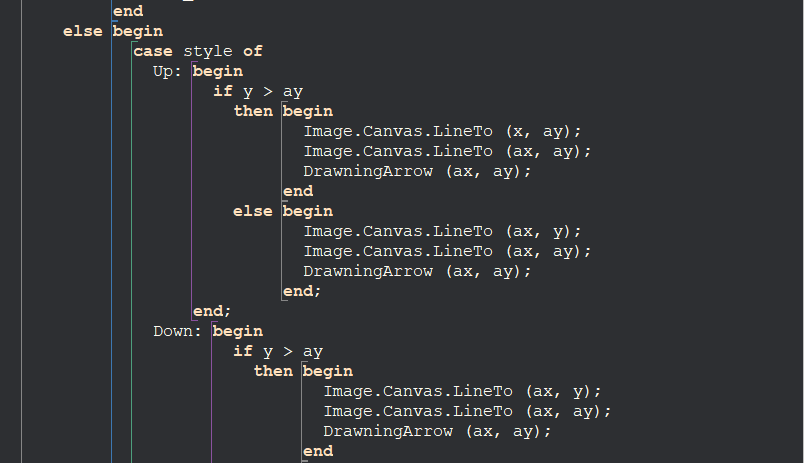 end
else begin
case style of
Up: begin
if y > ay
then begin
Image.Canvas.LineTo (x, ay);
Image.Canvas.LineTo (ax, ay);
DrawningArrow (ax, ay);
end
else begin
Image.Canvas.LineTo (ax, y);
Image.Canvas.LineTo (ax, ay);
DrawningArrow (ax, ay);
end;
end;
Down: begin
if y > ay
then begin
Image.Canvas.LineTo (ax, y);
Image.Canvas.LineTo (ax, ay);
DrawningArrow (ax, ay);
end